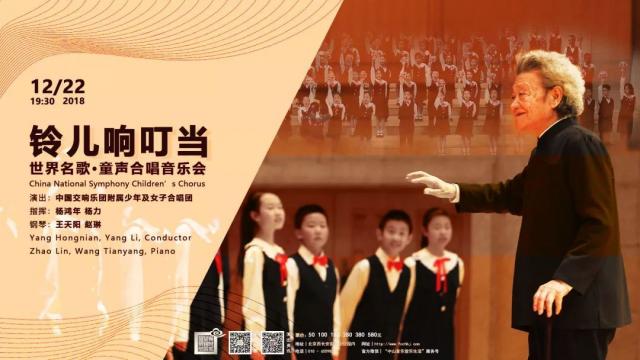 12/22
19:30 2018
铃儿响叮当
世界名歌·童声合唱音乐会
China National Symphony Children's Chorus
演出：中国交响乐团附属少年及女子合唱团
指挥：杨鸿年 杨力
钢琴：王天阳 赵琳
Yang Hongnian, Yang Li, Conductor
Zhao Lin, Wang Tianyang, Piano
票价：50 100 380 580元